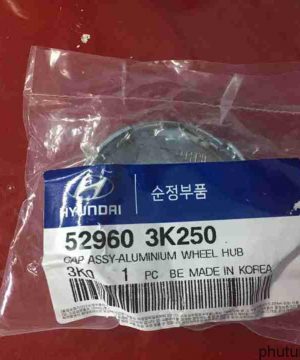 HYUNDAI
순정부품
52960 3K250
CAP ASSY-ALUMINIUM WHEEL HUB
3K0 1 PC BE MADE IN KOREA
phutu